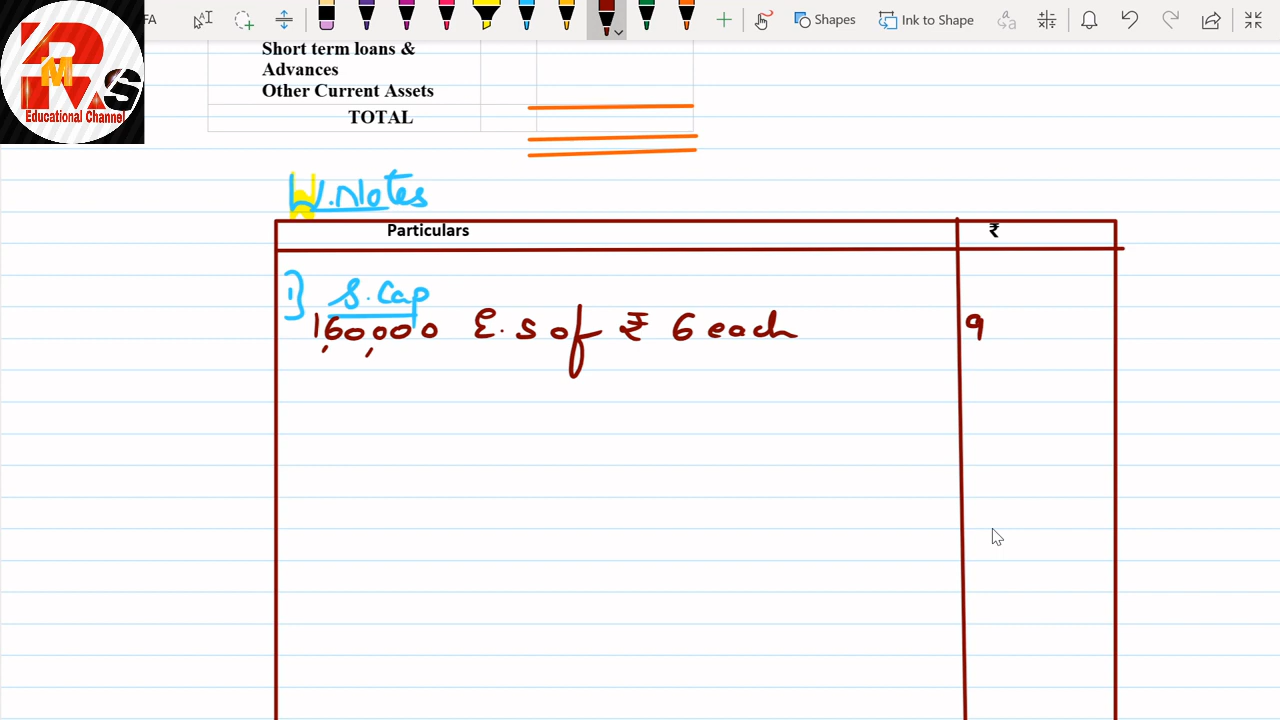 FA
Shapes
Ink to Shape
RMS
Educational Channel
Short term loans &
Advances
Other Current Assets
TOTAL
W.Notes
Particulars ₹
1) S.Cap
1,60,000 E.S of ₹ 6 each 9